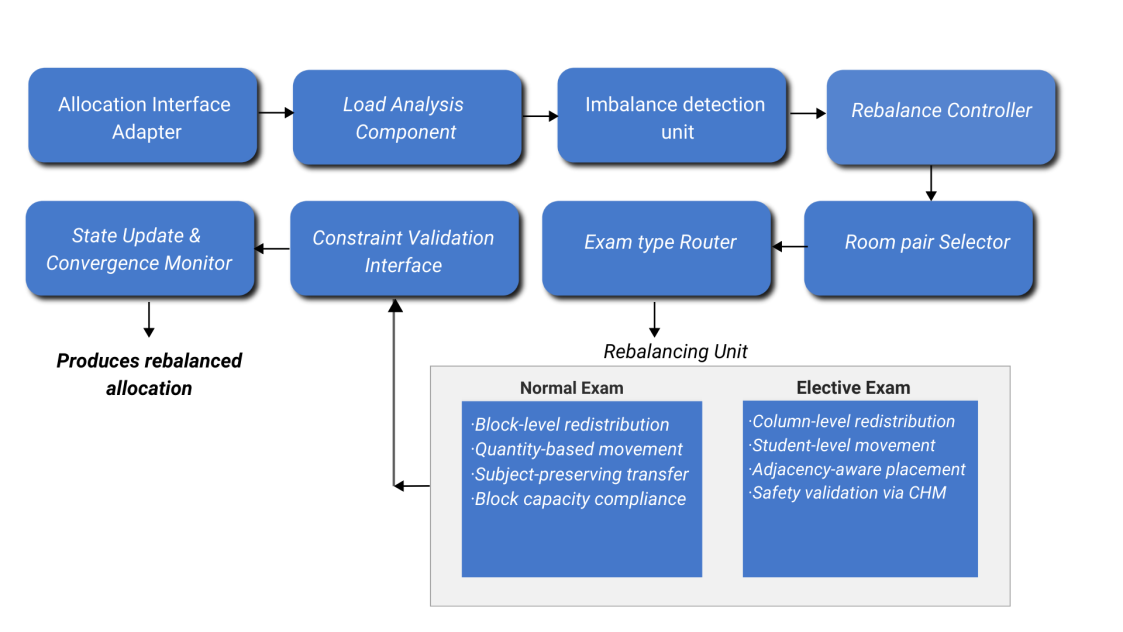 Allocation Interface
Adapter
Load Analysis
Component
Imbalance detection
unit
Rebalance Controller
State Update &
Convergence Monitor
Constraint Validation
Interface
Exam type Router
Room pair Selector
Produces rebalanced
allocation
Rebalancing Unit
Normal Exam
·Block-level redistribution
·Quantity-based movement
·Subject-preserving transfer
·Block capacity compliance
Elective Exam
·Column-level redistribution
·Student-level movement
·Adjacency-aware placement
·Safety validation via CHM